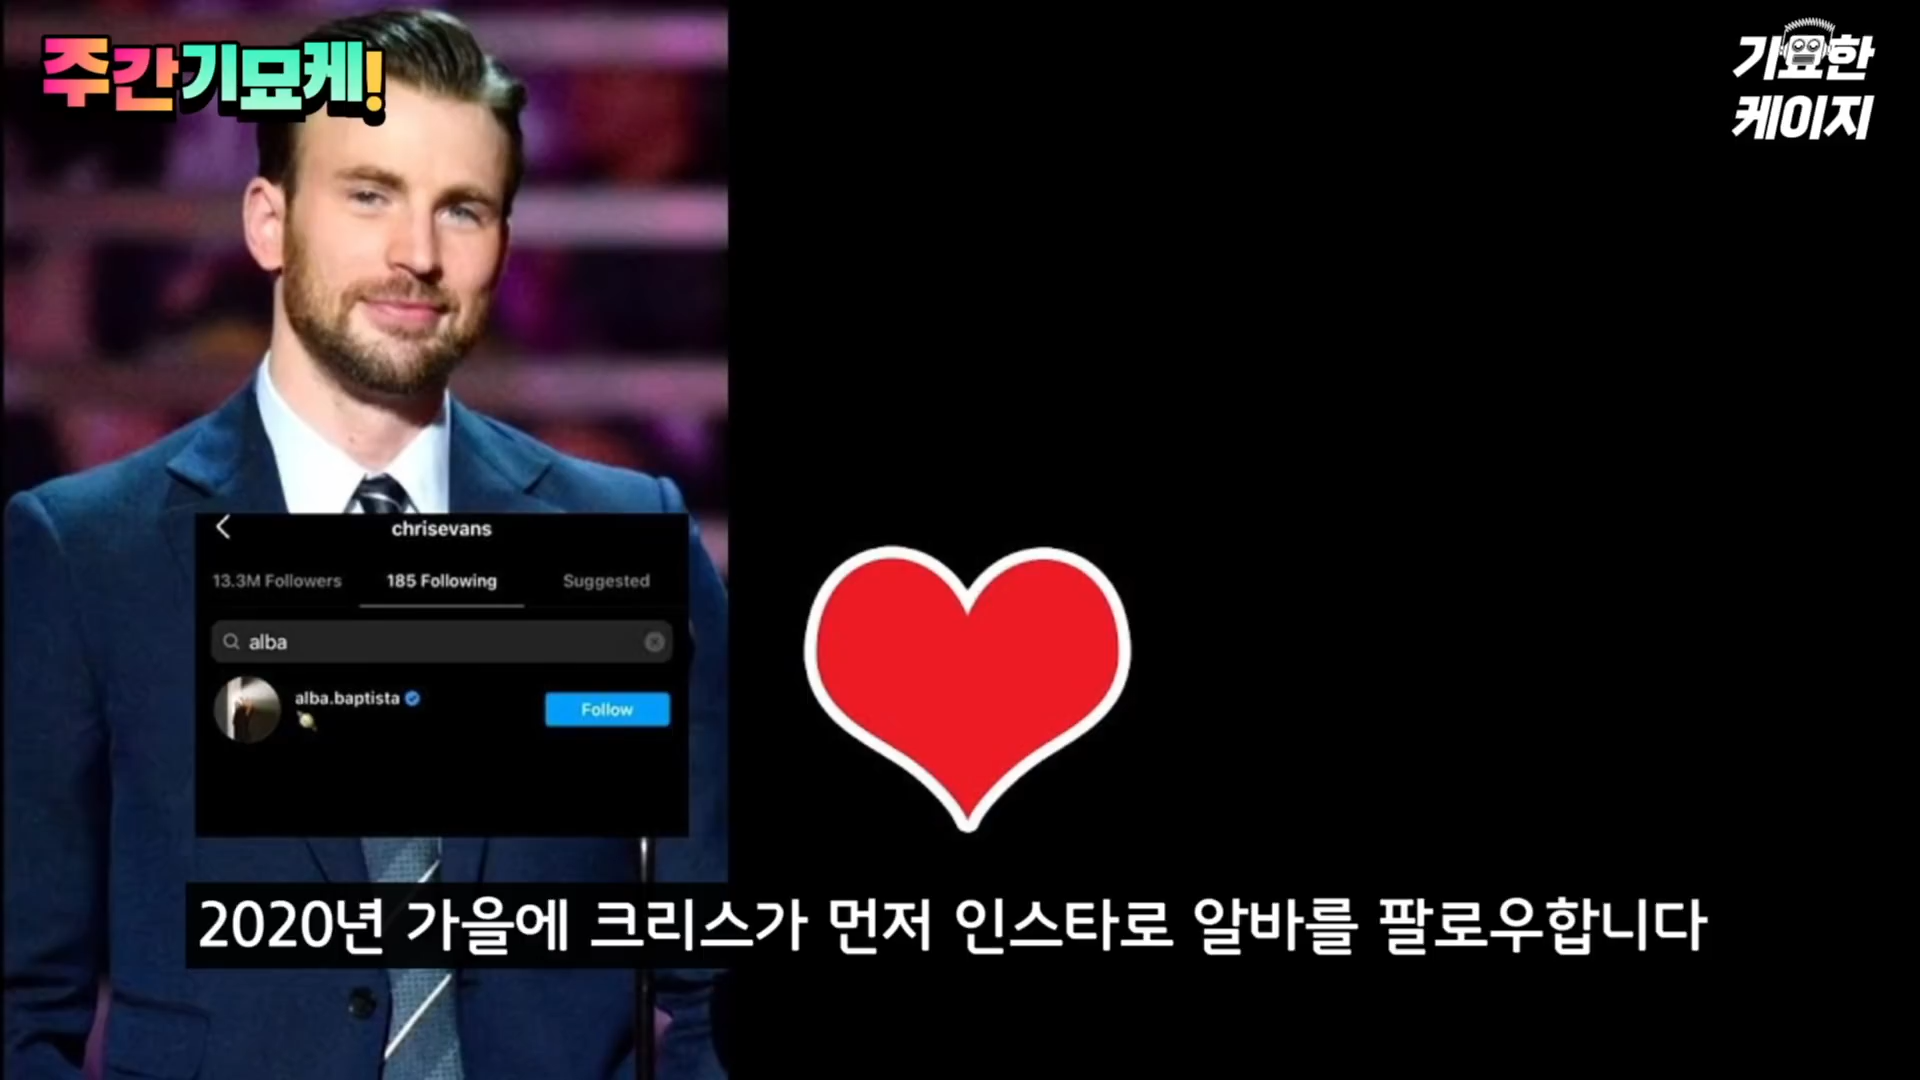 주간기묘케!
기묘한
케이지
chrisevans
13.3M Followers 185 Following Suggested
alba
alba.baptista
Follow
2020년 가을에 크리스가 먼저 인스타로 알바를 팔로우합니다